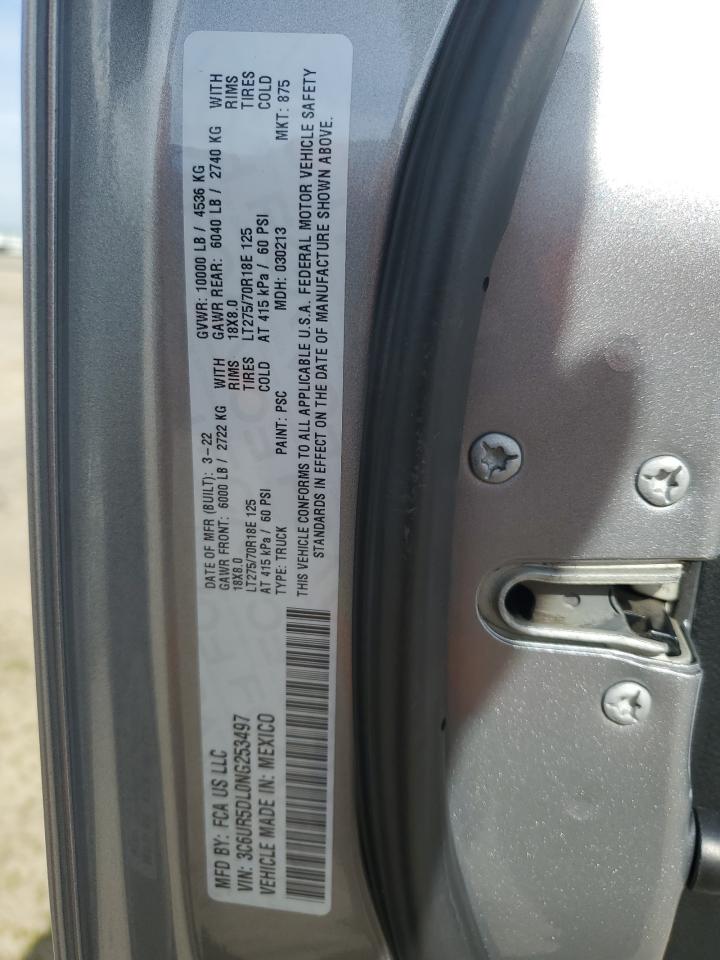 MFD BY: FCA US LLC
DATE OF MFR (BUILT): 3-22 GVWR: 10000 LB / 4536 KG
GAWR FRONT: 6000 LB / 2722 KG WITH GAWR REAR: 6040 LB / 2740 KG WITH
18X8.0 RIMS 18X8.0 RIMS
LT275/70R18E 125 TIRES LT275/70R18E 125 TIRES
AT 415 kPa / 60 PSI COLD AT 415 kPa / 60 PSI COLD
VIN: 3C6UR5DL0NG253497 TYPE: TRUCK PAINT: PSC MDH: 030213 MKT: 875
VEHICLE MADE IN: MEXICO
THIS VEHICLE CONFORMS TO ALL APPLICABLE U.S.A. FEDERAL MOTOR VEHICLE SAFETY
STANDARDS IN EFFECT ON THE DATE OF MANUFACTURE SHOWN ABOVE.